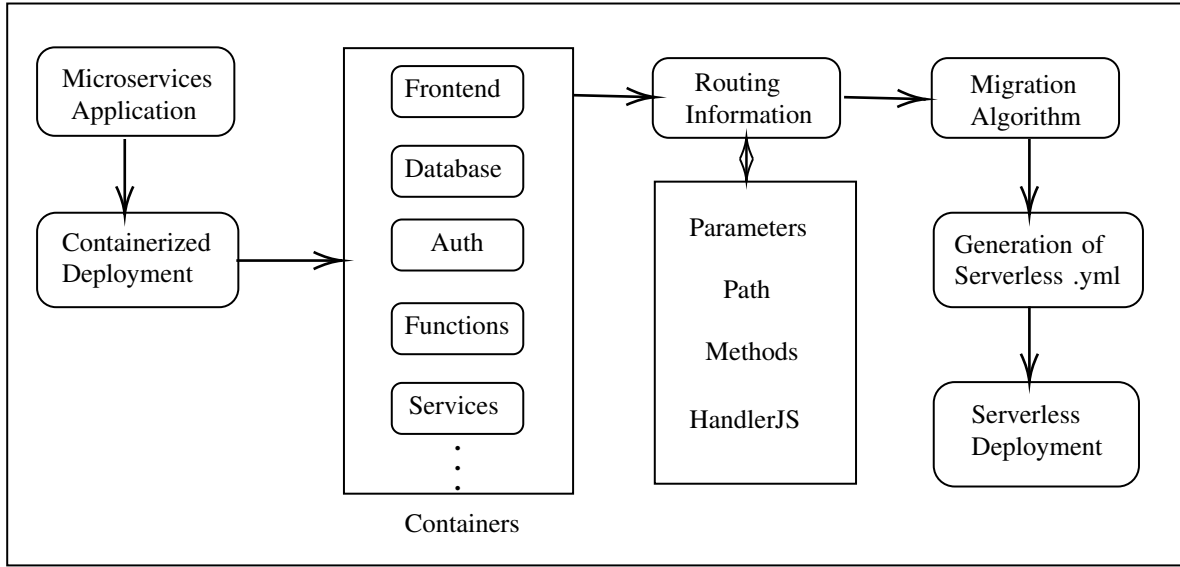 Microservices
Application
Containerized
Deployment
Frontend
Database
Auth
Functions
Services
Containers
Routing
Information
Parameters
Path
Methods
HandlerJS
Migration
Algorithm
Generation of
Serverless .yml
Serverless
Deployment